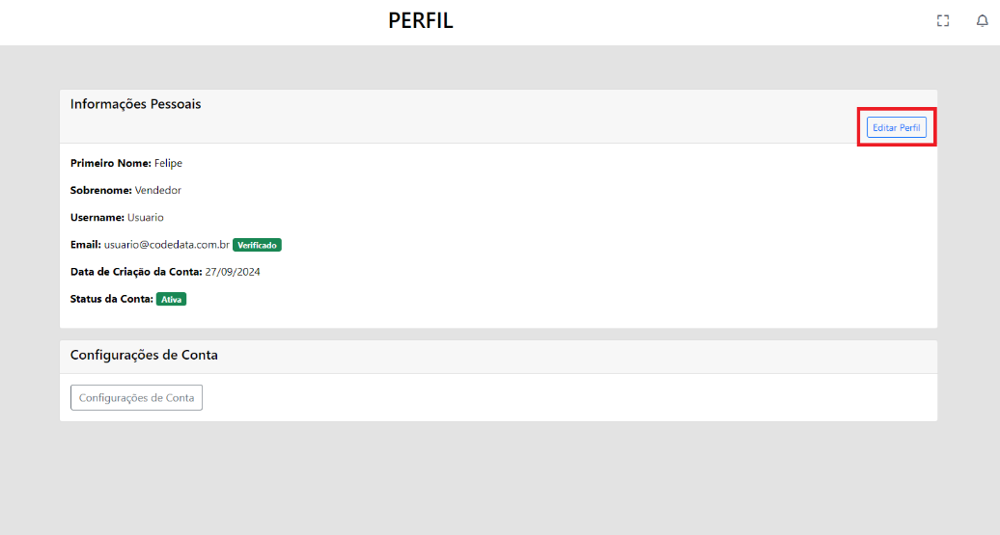 PERFIL
Informações Pessoais
Editar Perfil
Primeiro Nome: Felipe
Sobrenome: Vendedor
Username: Usuario
Email: usuario@codedata.com.br Verificado
Data de Criação da Conta: 27/09/2024
Status da Conta: Ativa
Configurações de Conta
Configurações de Conta